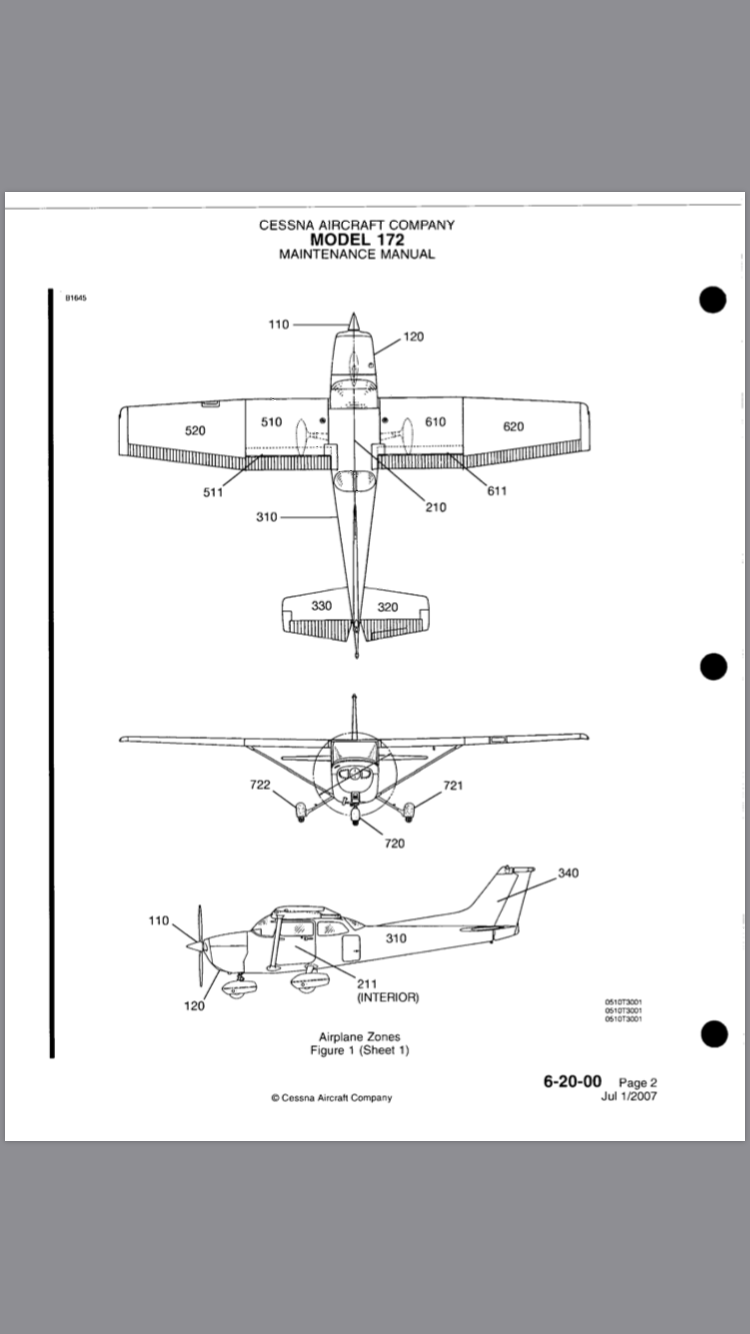 CESSNA AIRCRAFT COMPANY
MODEL 172
MAINTENANCE MANUAL
B1645
110
120
520
510
610
620
511
611
210
310
330
320
722
721
720
340
110
310
211
(INTERIOR)
120
0510T3001
0510T3001
0510T3001
Airplane Zones
Figure 1 (Sheet 1)
6-20-00 Page 2
Jul 1/2007
© Cessna Aircraft Company